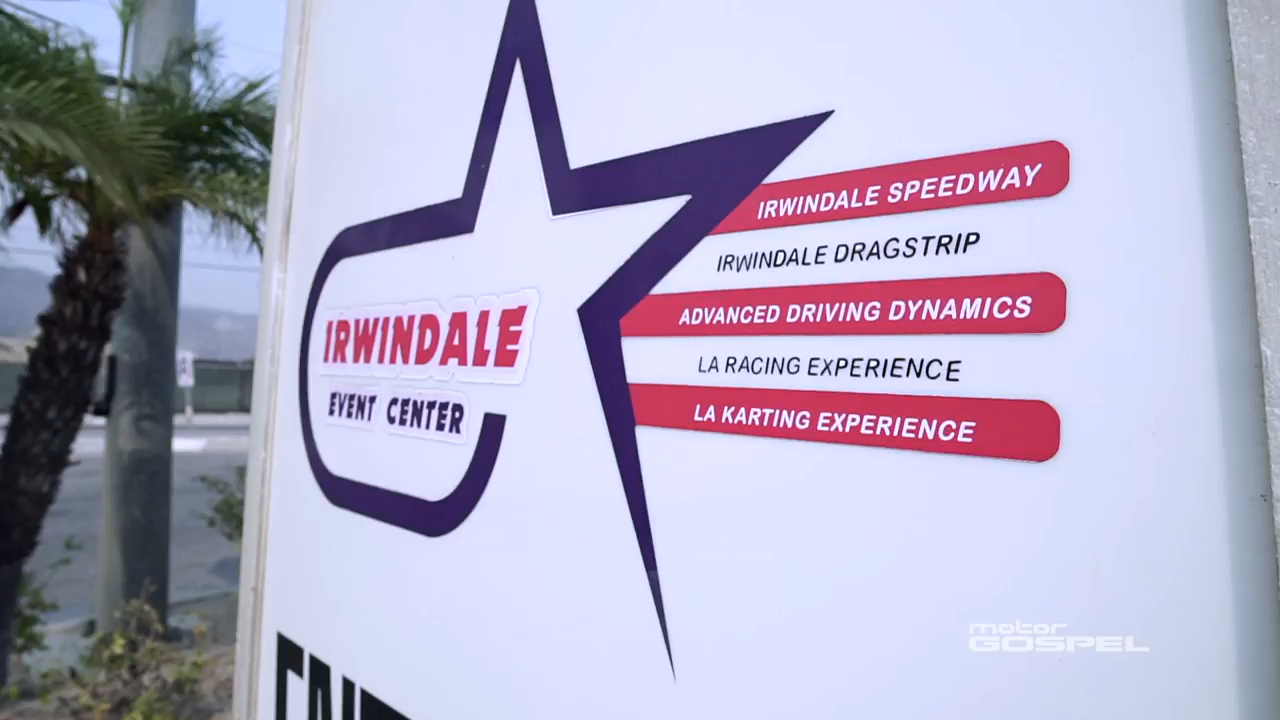 IRWINDALE SPEEDWAY
IRWINDALE DRAGSTRIP
ADVANCED DRIVING DYNAMICS
LA RACING EXPERIENCE
LA KARTING EXPERIENCE
IRWINDALE
EVENT CENTER
motor
GOSPEL